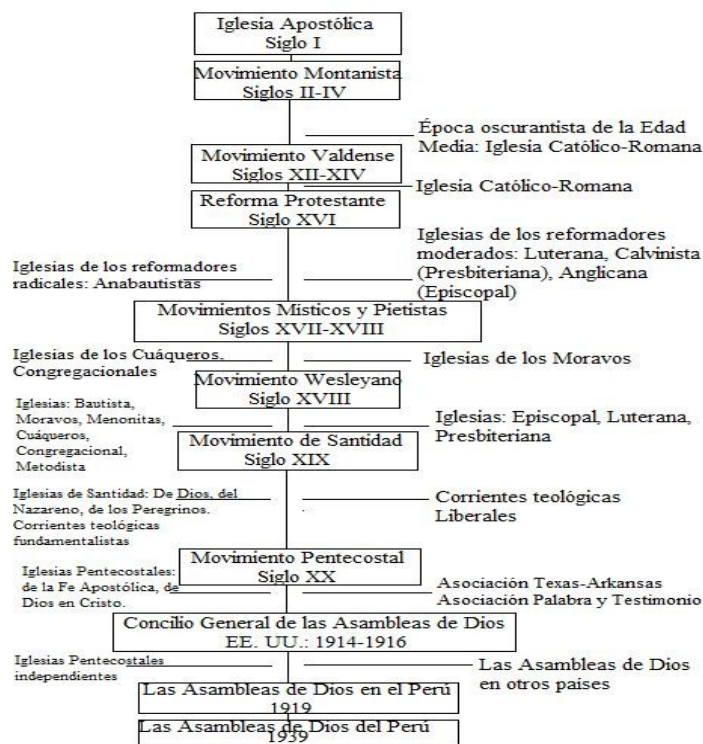 Iglesia Apostólica
Siglo I
Movimiento Montanista
Siglos II-IV
Época oscurantista de la Edad
Media: Iglesia Católico-Romana
Movimiento Valdense
Siglos XII-XIV
Iglesia Católico-Romana
Reforma Protestante
Siglo XVI
Iglesias de los reformadores
radicales: Anabautistas
Iglesias de los reformadores
moderados: Luterana, Calvinista
(Presbiteriana), Anglicana
(Episcopal)
Movimientos Místicos y Pietistas
Siglos XVII-XVIII
Iglesias de los Cuáqueros,
Congregacionales
Iglesias de los Moravos
Movimiento Wesleyano
Siglo XVIII
Iglesias: Bautista,
Moravos, Menonitas,
Cuáqueros,
Congregacional,
Metodista
Iglesias: Episcopal, Luterana,
Presbiteriana
Movimiento de Santidad
Siglo XIX
Iglesias de Santidad: De Dios, del
Nazareno, de los Peregrinos.
Corrientes teológicas
fundamentalistas
Corrientes teológicas
Liberales
Movimiento Pentecostal
Siglo XX
Iglesias Pentecostales:
de la Fe Apostólica, de
Dios en Cristo.
Asociación Texas-Arkansas
Asociación Palabra y Testimonio
Concilio General de las Asambleas de Dios
EE. UU.: 1914-1916
Iglesias Pentecostales
independientes
Las Asambleas de Dios
en otros países
Las Asambleas de Dios en el Perú
1919
Las Asambleas de Dios del Perú
1939